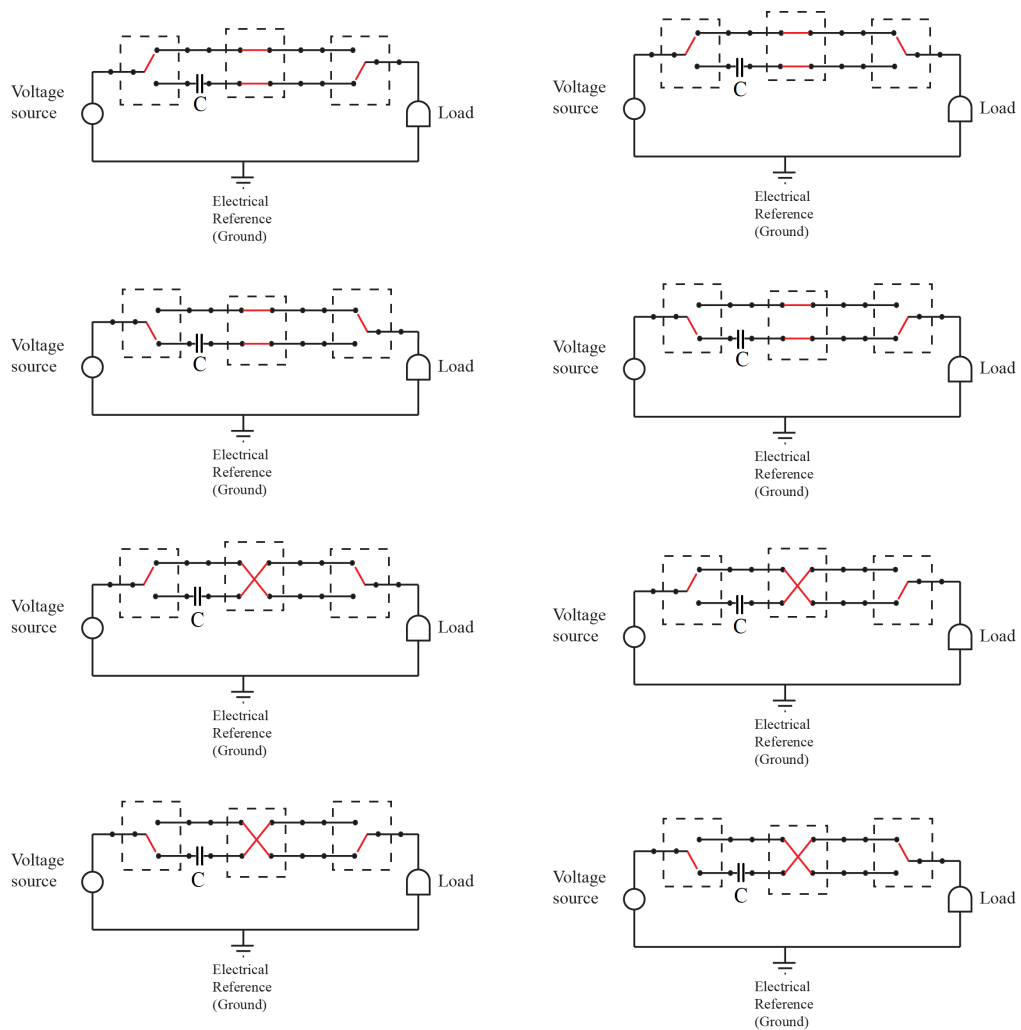 Voltage
source
C
Load
Electrical
Reference
(Ground)
Voltage
source
C
Load
Electrical
Reference
(Ground)
Voltage
source
C
Load
Electrical
Reference
(Ground)
Voltage
source
C
Load
Electrical
Reference
(Ground)
Voltage
source
C
Load
Electrical
Reference
(Ground)
Voltage
source
C
Load
Electrical
Reference
(Ground)
Voltage
source
C
Load
Electrical
Reference
(Ground)
Voltage
source
C
Load
Electrical
Reference
(Ground)